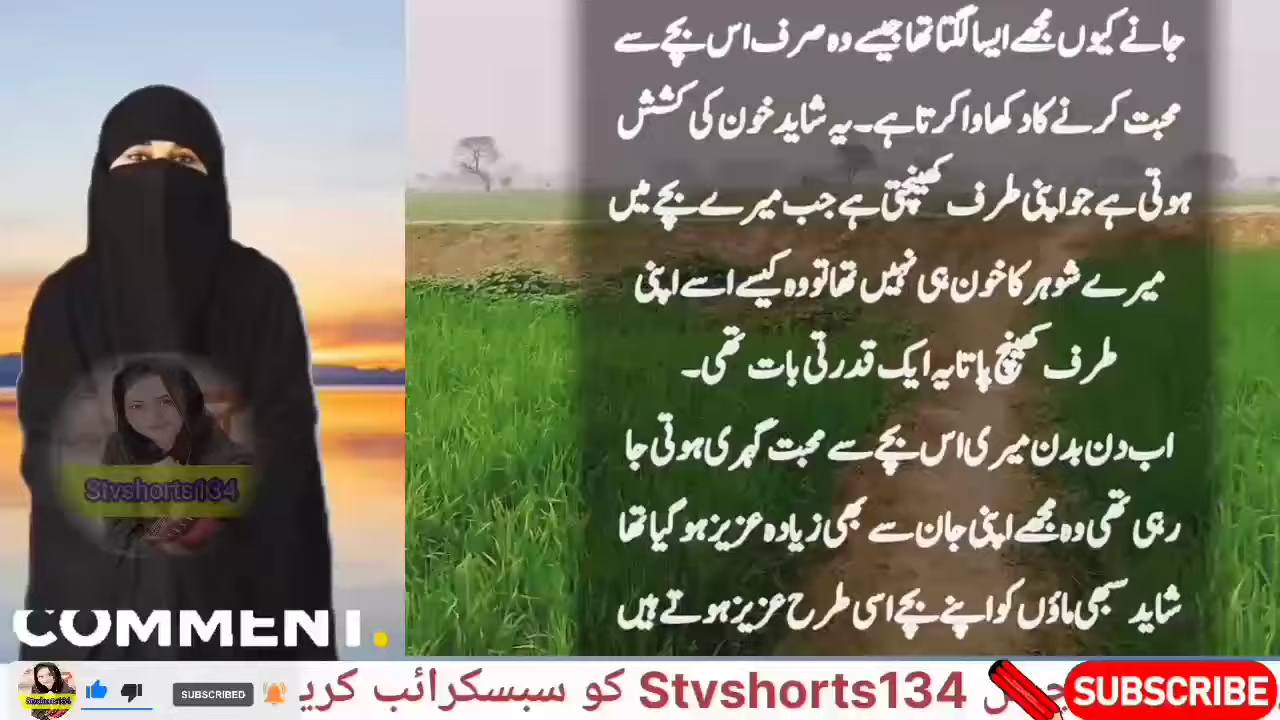 جانے کیوں مجھے ایسا لگتا تھا جیسے وہ صرف اس بچے سے
محبت کرنے کا دکھاوا کرتا ہے۔ یہ شاید خون کی کشش
ہوتی ہے جو اپنی طرف کھینچتی ہے جب میرے بچے میں
میرے شوہر کا خون ہی نہیں تھا تو وہ کیسے اسے اپنی
طرف کھینچ پاتا یہ ایک قدرتی بات تھی۔
اب دن بدن میری اس بچے سے محبت گہری ہوتی جا
رہی تھی وہ مجھے اپنی جان سے بھی زیادہ عزیز ہو گیا تھا
شاید سبھی ماؤں کو اپنے بچے اسی طرح عزیز ہوتے ہیں
Stvshorts134
COMMENT.
Stvshorts134
SUBSCRIBED
Stvshorts134 کو سبسکرائب کریں
SUBSCRIBE